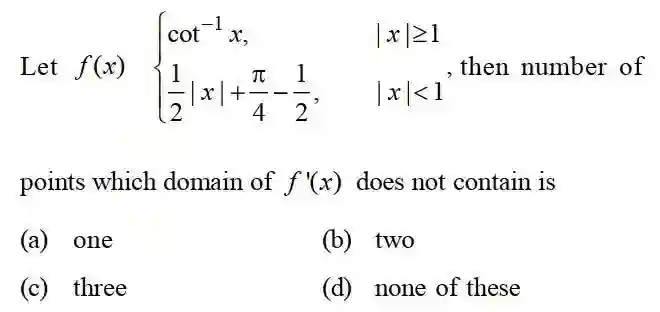 Let f(x) { cot⁻¹ x, |x|≥1
1/2 |x| + π/4 − 1/2, |x|<1 , then number of
points which domain of f '(x) does not contain is
(a) one (b) two
(c) three (d) none of these